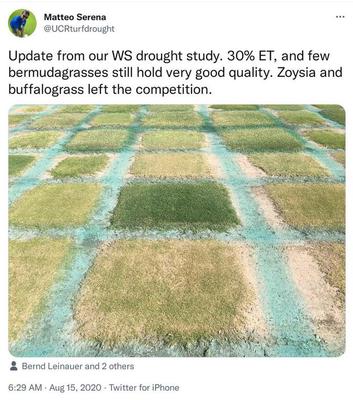 Matteo Serena
@UCRturfdrought
Update from our WS drought study. 30% ET, and few
bermudagrasses still hold very good quality. Zoysia and
buffalograss left the competition.
Bernd Leinauer and 2 others
6:29 AM · Aug 15, 2020 · Twitter for iPhone